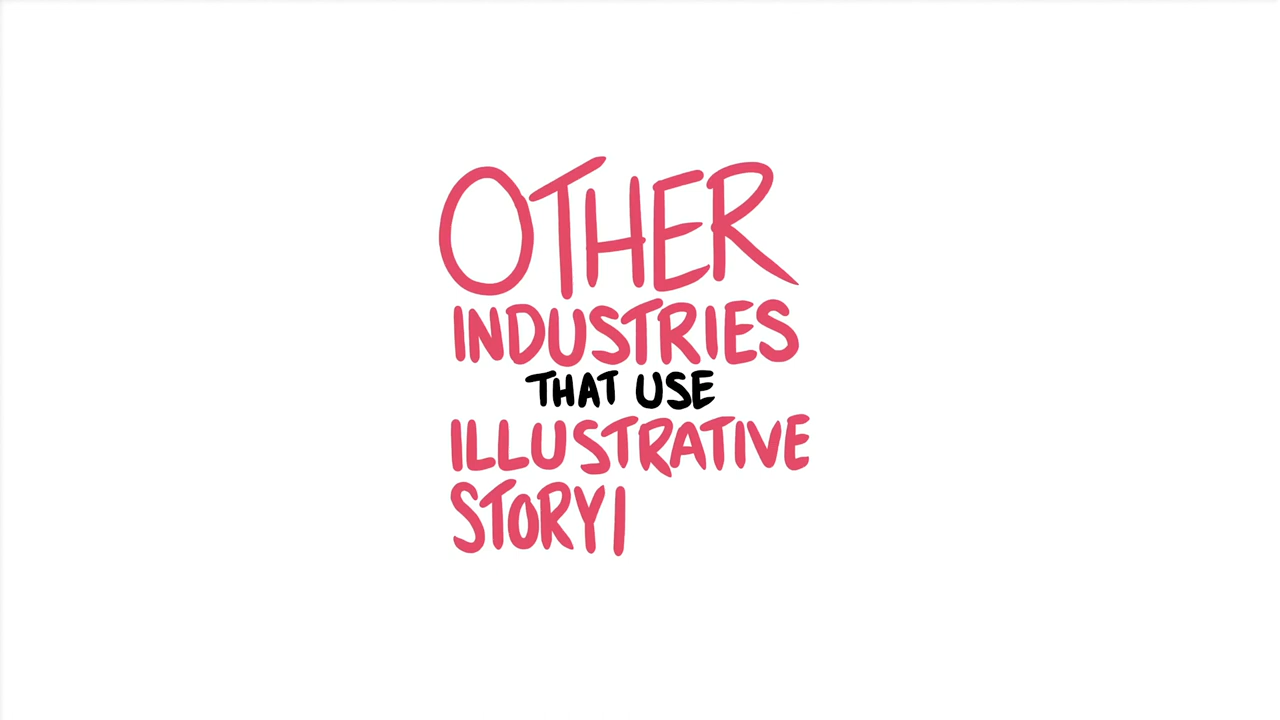 OTHER
INDUSTRIES
THAT USE
ILLUSTRATIVE
STORYI